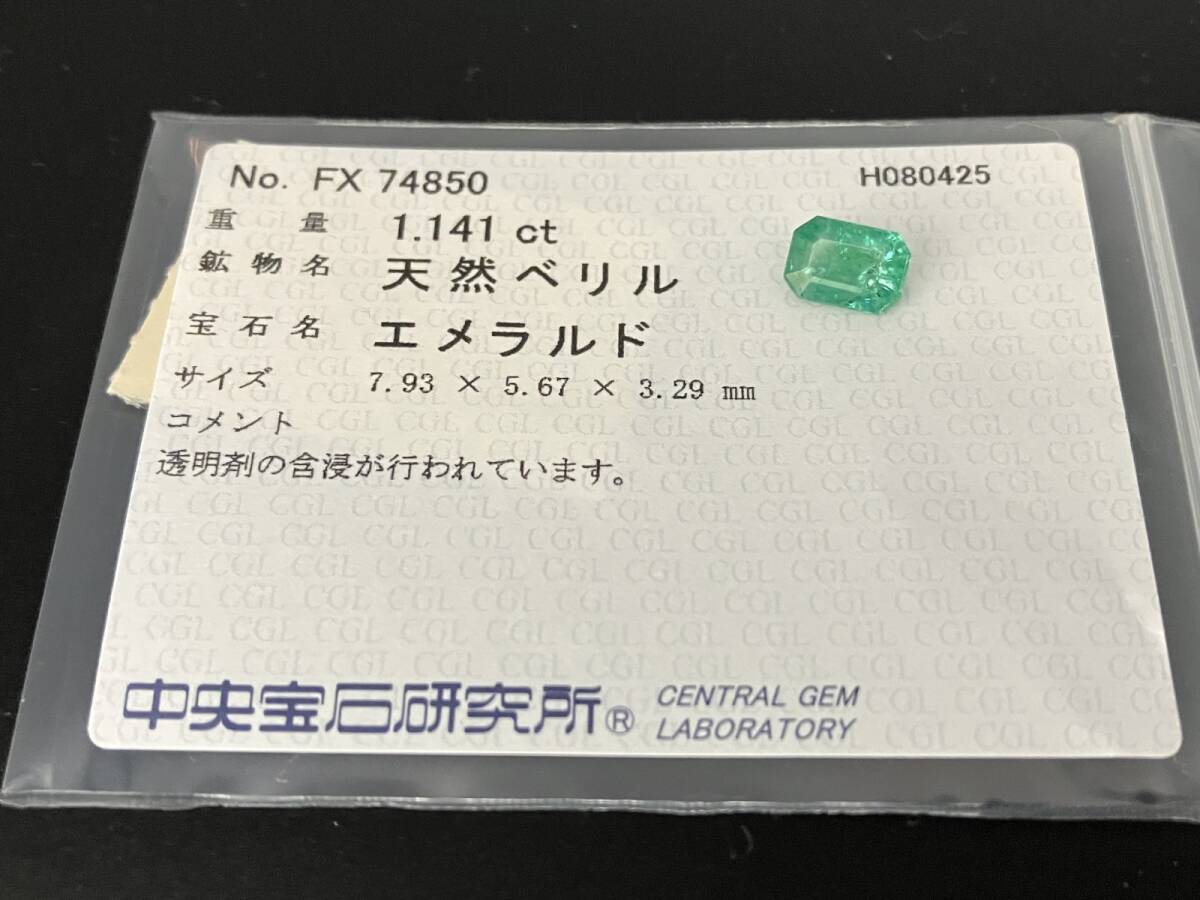 No. FX 74850 H080425
重 量 1.141 ct
鉱 物 名 天然ベリル
宝 石 名 エメラルド
サイズ 7.93 × 5.67 × 3.29 mm
コメント
透明剤の含浸が行われています。
中央宝石研究所® CENTRAL GEM
LABORATORY